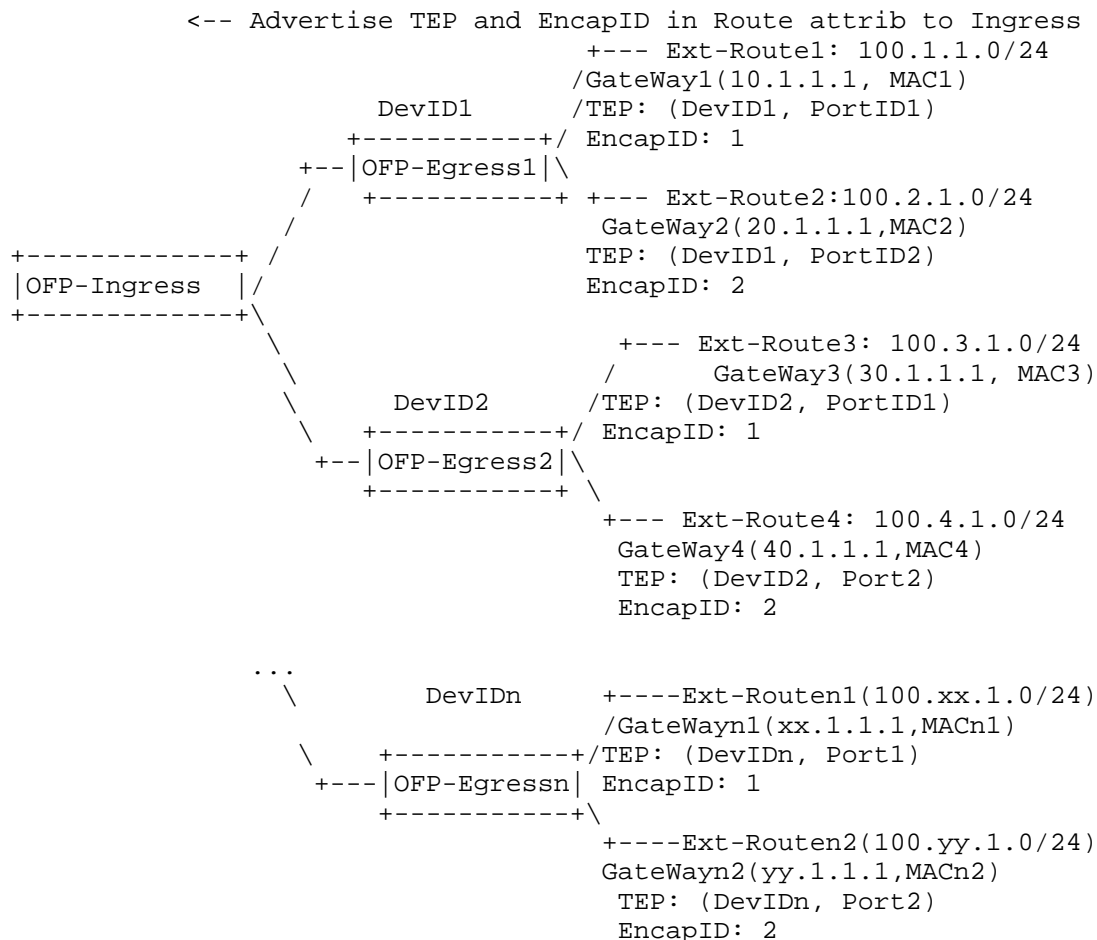 <-- Advertise TEP and EncapID in Route attrib to Ingress
+--- Ext-Route1: 100.1.1.0/24
/GateWay1(10.1.1.1, MAC1)
DevID1 /TEP: (DevID1, PortID1)
+-----------+/ EncapID: 1
+--|OFP-Egress1|\
/ +-----------+ +--- Ext-Route2:100.2.1.0/24
/ GateWay2(20.1.1.1,MAC2)
+-------------+ / TEP: (DevID1, PortID2)
|OFP-Ingress |/ EncapID: 2
+-------------+\
\ +--- Ext-Route3: 100.3.1.0/24
\ / GateWay3(30.1.1.1, MAC3)
\ DevID2 /TEP: (DevID2, PortID1)
\ +-----------+/ EncapID: 1
+--|OFP-Egress2|\
+-----------+ \
+--- Ext-Route4: 100.4.1.0/24
GateWay4(40.1.1.1,MAC4)
TEP: (DevID2, Port2)
EncapID: 2
...
\ DevIDn +----Ext-Routen1(100.xx.1.0/24)
/GateWayn1(xx.1.1.1,MACn1)
\ +-----------+/TEP: (DevIDn, Port1)
+---|OFP-Egressn| EncapID: 1
+-----------+\
+----Ext-Routen2(100.yy.1.0/24)
GateWayn2(yy.1.1.1,MACn2)
TEP: (DevIDn, Port2)
EncapID: 2